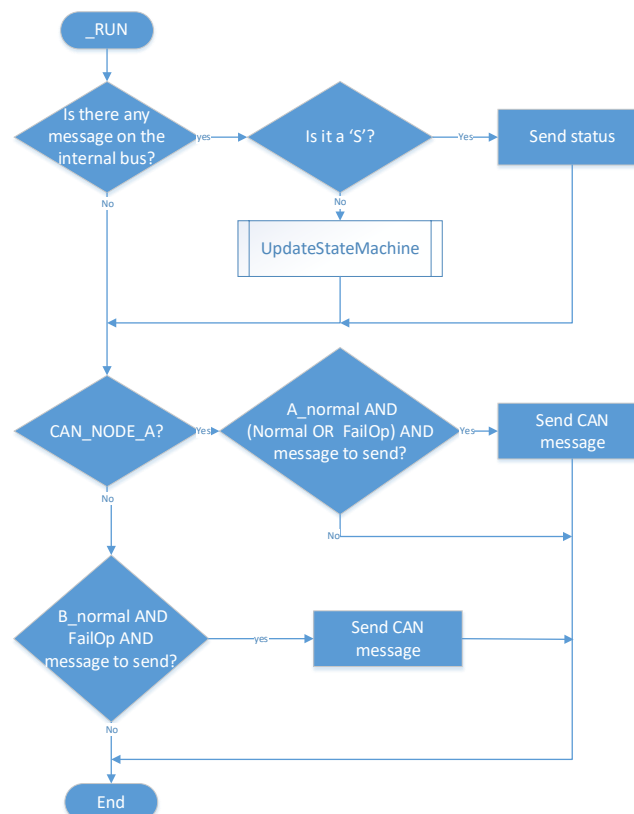 _RUN
Is there any
message on the
internal bus?
yes
Is it a ‘S’?
Yes
Send status
No
No
UpdateStateMachine
CAN_NODE_A?
Yes
A_normal AND
(Normal OR FailOp) AND
message to send?
Yes
Send CAN
message
No
No
B_normal AND
FailOp AND
message to send?
yes
Send CAN
message
No
End